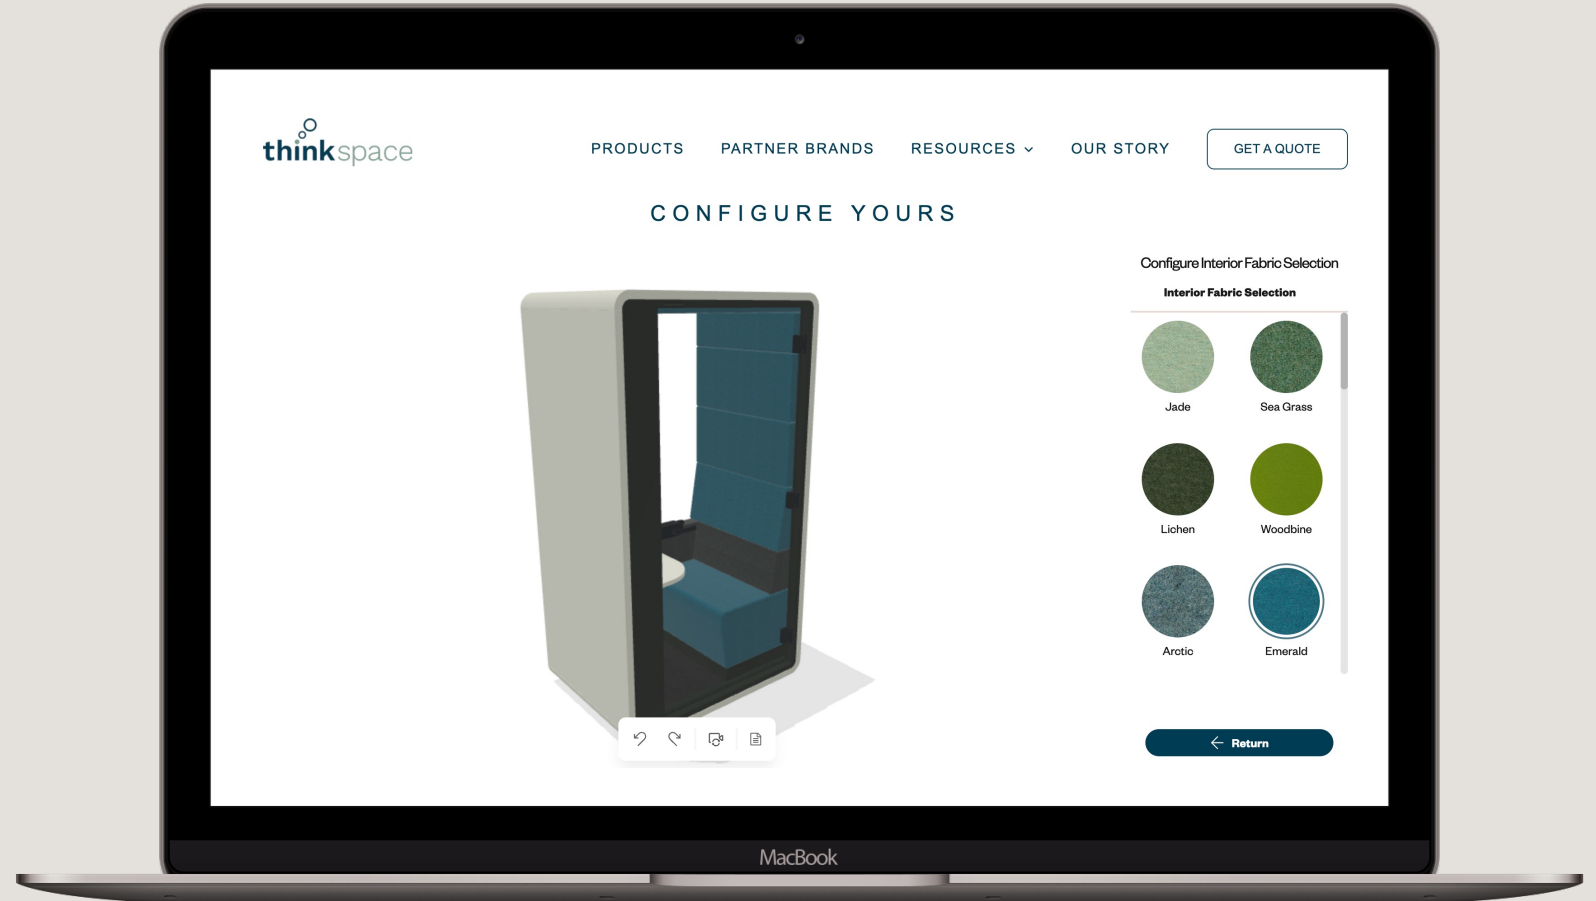 thinkspace
PRODUCTS PARTNER BRANDS RESOURCES OUR STORY GET A QUOTE
CONFIGURE YOURS
Configure Interior Fabric Selection
Interior Fabric Selection
Jade Sea Grass
Lichen Woodbine
Arctic Emerald
Return
MacBook